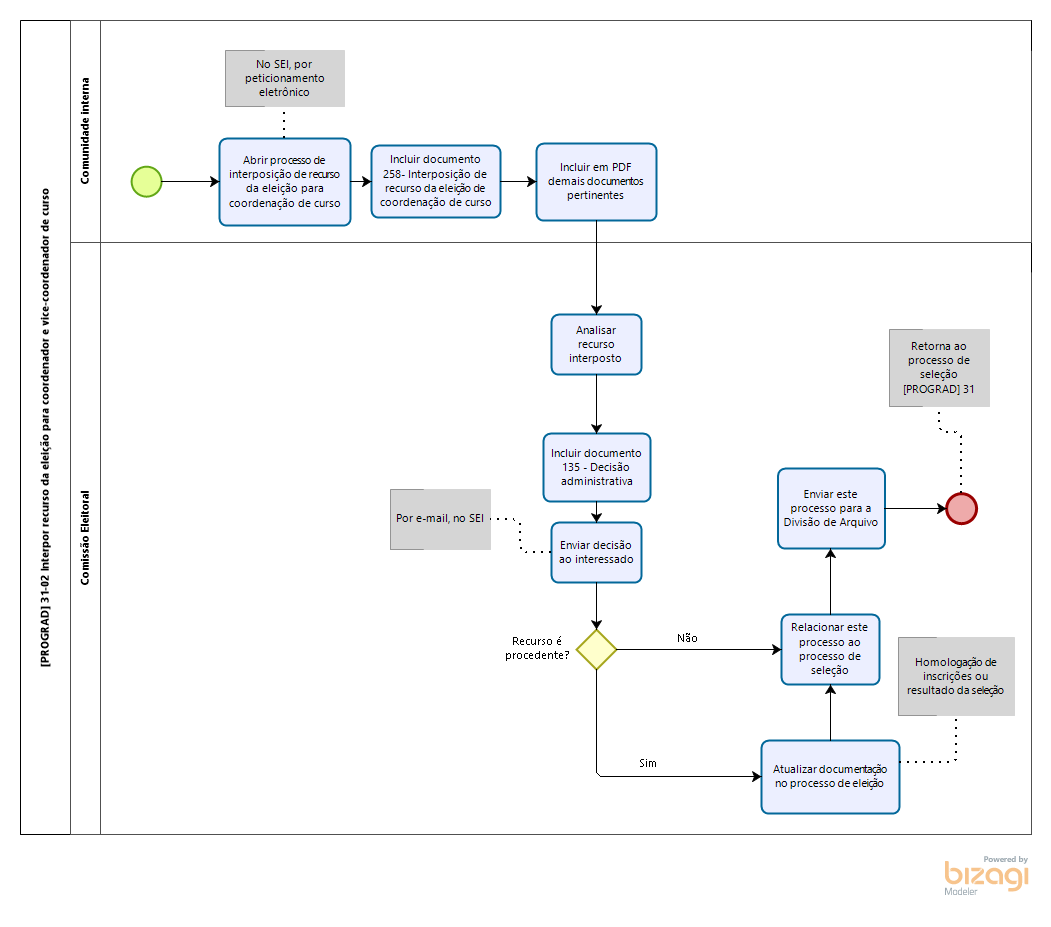 [PROGRAD] 31-02 Interpor recurso da eleição para coordenador e vice-coordenador de curso
Comunidade interna
No SEI, por
peticionamento
eletrônico
Abrir processo de
interposição de recurso
da eleição para
coordenação de curso
Incluir documento
258- Interposição de
recurso da eleição de
coordenação de curso
Incluir em PDF
demais documentos
pertinentes
Comissão Eleitoral
Analisar
recurso
interposto
Retorna ao
processo de
seleção
[PROGRAD] 31
Incluir documento
135 - Decisão
administrativa
Por e-mail, no SEI
Enviar decisão
ao interessado
Enviar este
processo para a
Divisão de Arquivo
Recurso é
procedente?
Não
Relacionar este
processo ao
processo de
seleção
Homologação de
inscrições ou
resultado da seleção
Sim
Atualizar documentação
no processo de eleição
Powered by
bizagi
Modeler